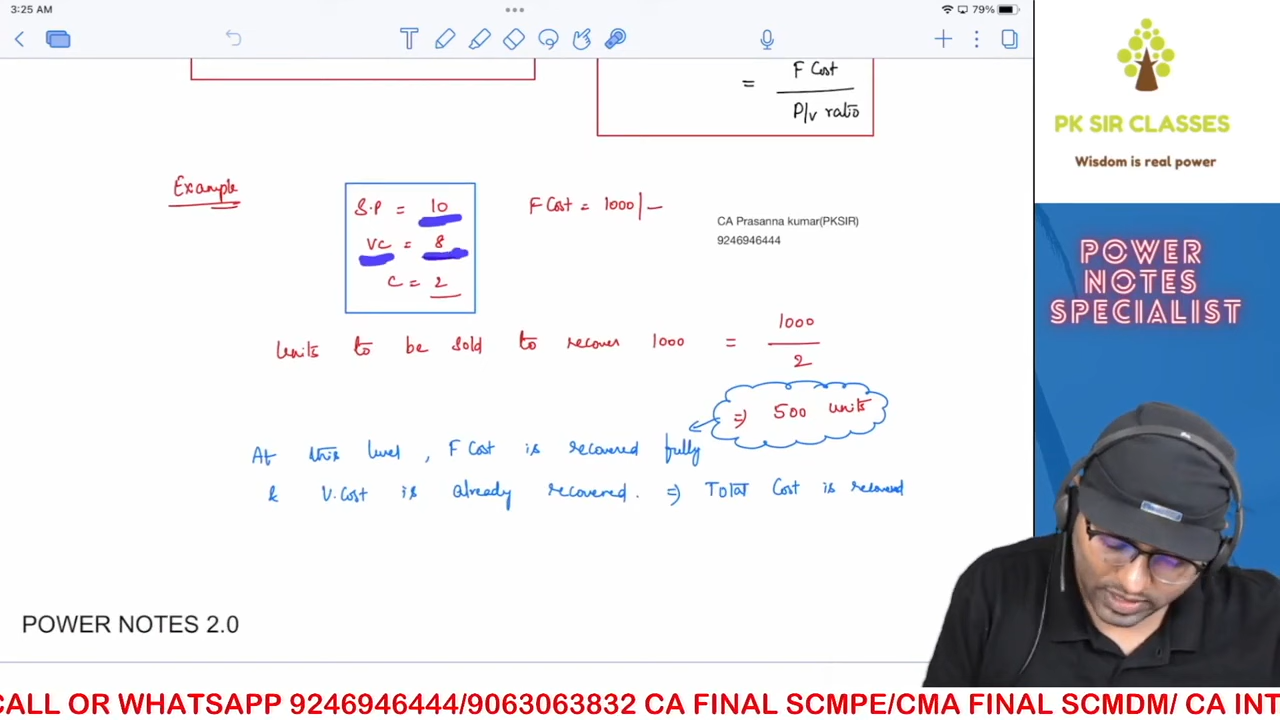 3:25 AM
79%
F Cost
=
P/V ratio
PK SIR CLASSES
Wisdom is real power
Example
S.P = 10
VC = 8
C = 2
F Cost = 1000/-
CA Prasanna kumar(PKSIR)
9246946444
POWER
NOTES
SPECIALIST
Units to be sold to recover 1000 = 1000
2
=) 500 units
At this level, F Cost is recovered fully
& V.Cost is already recovered. =) Total Cost is recovered
POWER NOTES 2.0
CALL OR WHATSAPP 9246946444/9063063832 CA FINAL SCMPE/CMA FINAL SCMDM/ CA INT